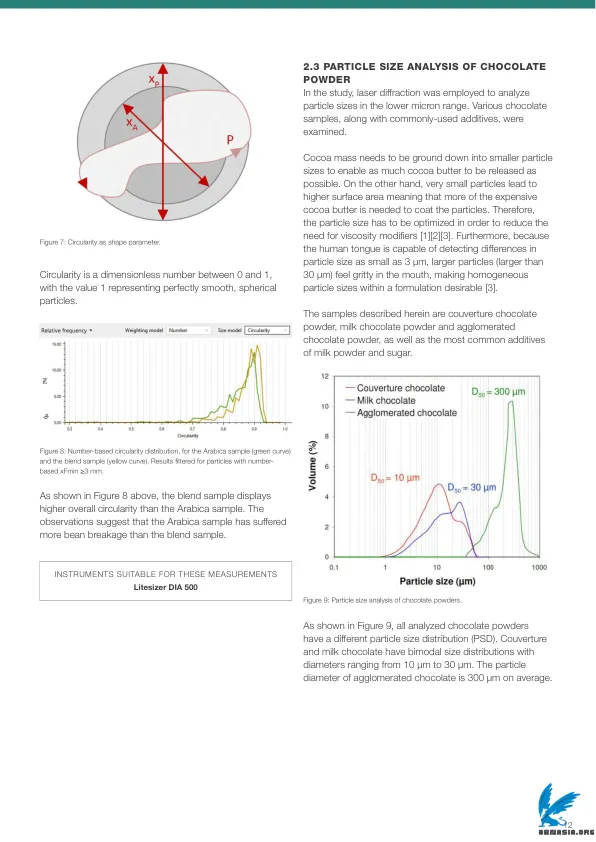 X_P
X_A
P
Figure 7: Circularity as shape parameter.
Circularity is a dimensionless number between 0 and 1,
with the value 1 representing perfectly smooth, spherical
particles.
Relative frequency
Weighting model
Number
Size model
Circularity
15.00
10.00
5.00
0.00
(%)
0.3
0.4
0.5
0.6
0.7
0.8
0.9
1.0
Circularity
Figure 8: Number-based circularity distribution, for the Arabica sample (green curve)
and the blend sample (yellow curve). Results filtered for particles with number-
based xFmin ≥3 mm.
As shown in Figure 8 above, the blend sample displays
higher overall circularity than the Arabica sample. The
observations suggest that the Arabica sample has suffered
more bean breakage than the blend sample.
INSTRUMENTS SUITABLE FOR THESE MEASUREMENTS
Litesizer DIA 500
2.3 PARTICLE SIZE ANALYSIS OF CHOCOLATE
POWDER
In the study, laser diffraction was employed to analyze
particle sizes in the lower micron range. Various chocolate
samples, along with commonly-used additives, were
examined.
Cocoa mass needs to be ground down into smaller particle
sizes to enable as much cocoa butter to be released as
possible. On the other hand, very small particles lead to
higher surface area meaning that more of the expensive
cocoa butter is needed to coat the particles. Therefore,
the particle size has to be optimized in order to reduce the
need for viscosity modifiers [1][2][3]. Furthermore, because
the human tongue is capable of detecting differences in
particle size as small as 3 µm, larger particles (larger than
30 µm) feel gritty in the mouth, making homogeneous
particle sizes within a formulation desirable [3].
The samples described herein are couverture chocolate
powder, milk chocolate powder and agglomerated
chocolate powder, as well as the most common additives
of milk powder and sugar.
12
10
8
6
4
2
0
Volume (%)
Couverture chocolate
Milk chocolate
Agglomerated chocolate
D50 = 300 µm
D50 = 10 µm
D50 = 30 µm
0.1
1
10
100
1000
Particle size (µm)
Figure 9: Particle size analysis of chocolate powders.
As shown in Figure 9, all analyzed chocolate powders
have a different particle size distribution (PSD). Couverture
and milk chocolate have bimodal size distributions with
diameters ranging from 10 µm to 30 µm. The particle
diameter of agglomerated chocolate is 300 µm on average.
12
ABNASIA.ORG